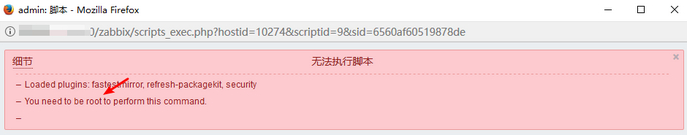 admin: 脚本 - Mozilla Firefox
0/zabbix/scripts_exec.php?hostid=10274&scriptid=9&sid=6560af60519878de
细节 无法执行脚本
– Loaded plugins: fastestmirror, refresh-packagekit, security
– You need to be root to perform this command.
–